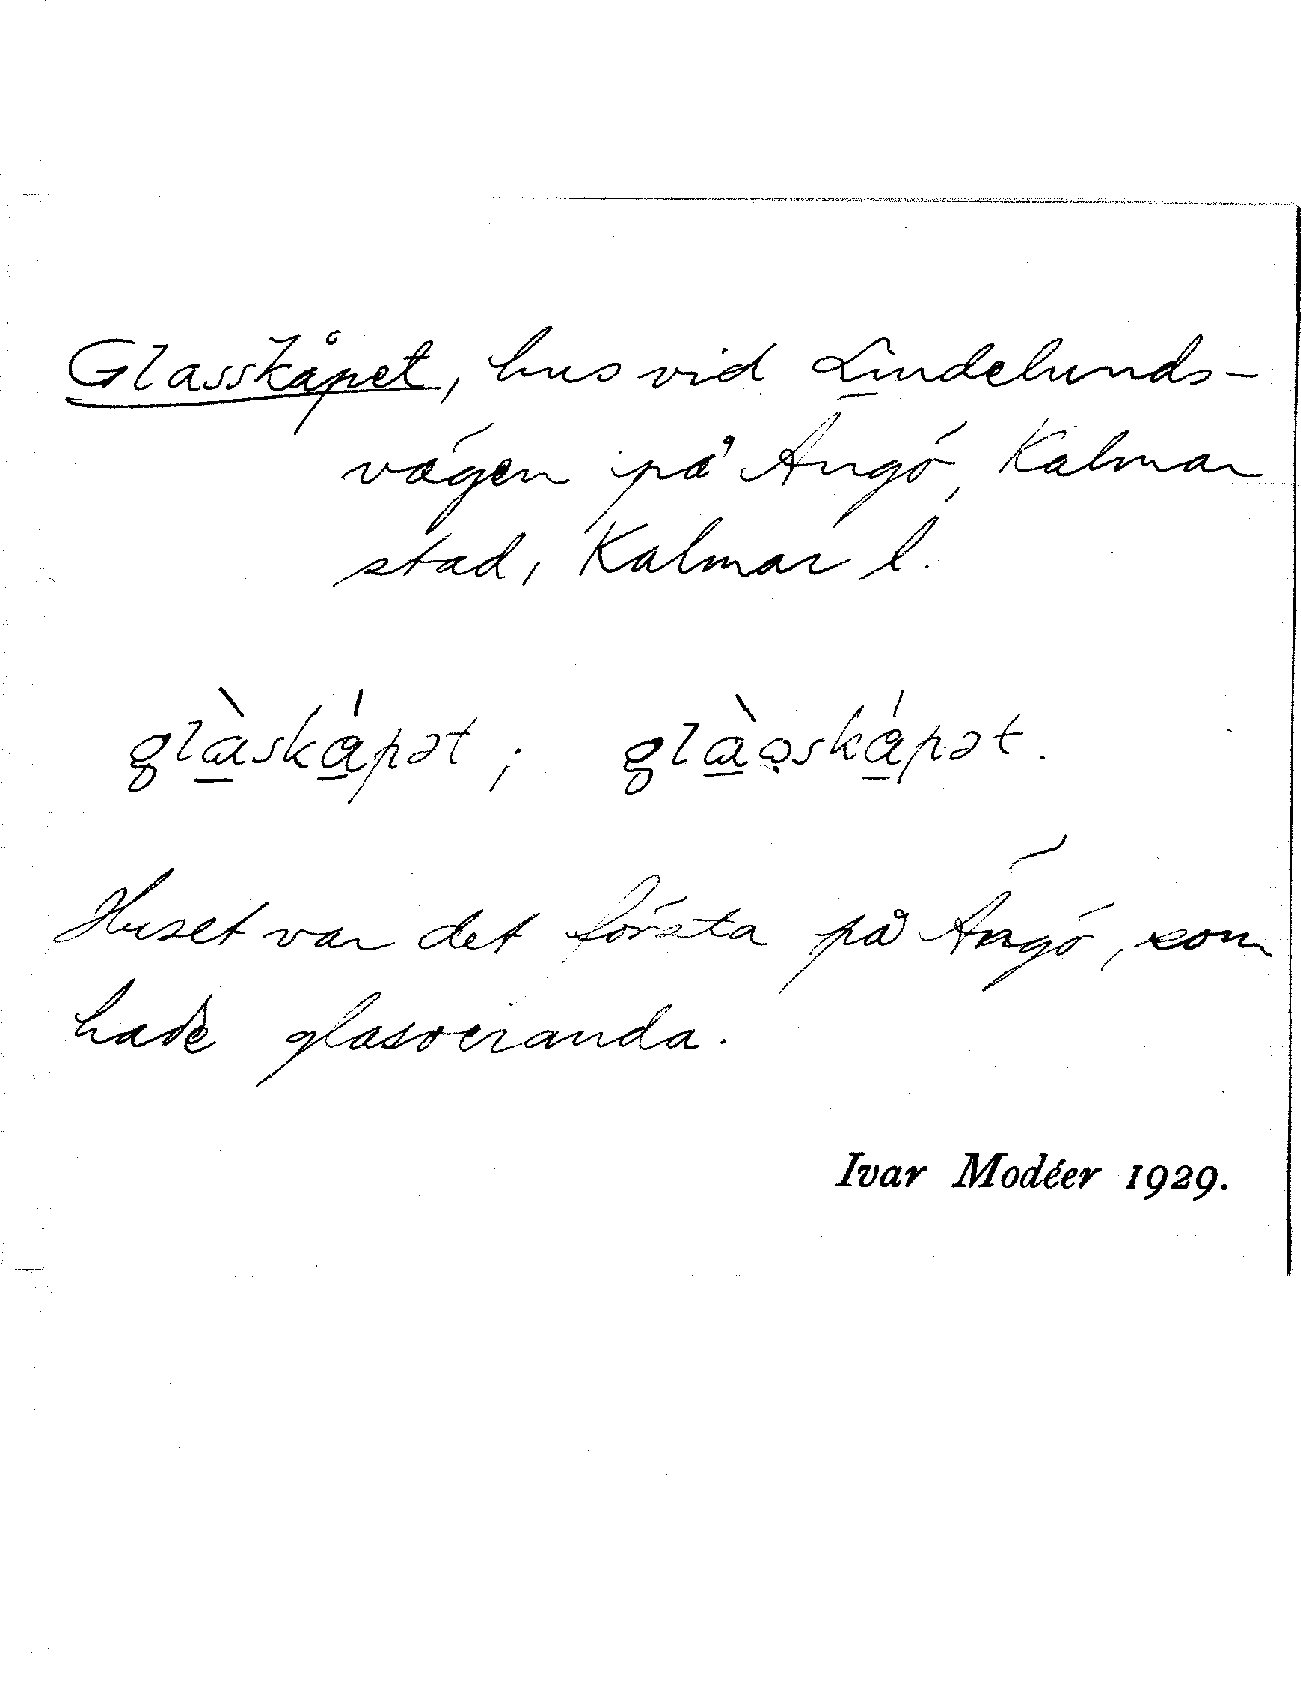 Glasskåpet, hus vid Lindelunds-
vägen på Ängö, Kalmar
stad, Kalmar l.
glàskápət; glàǫskápət.
Huset var det första på Ängö, som
hade glasveranda.
Ivar Modéer 1929.